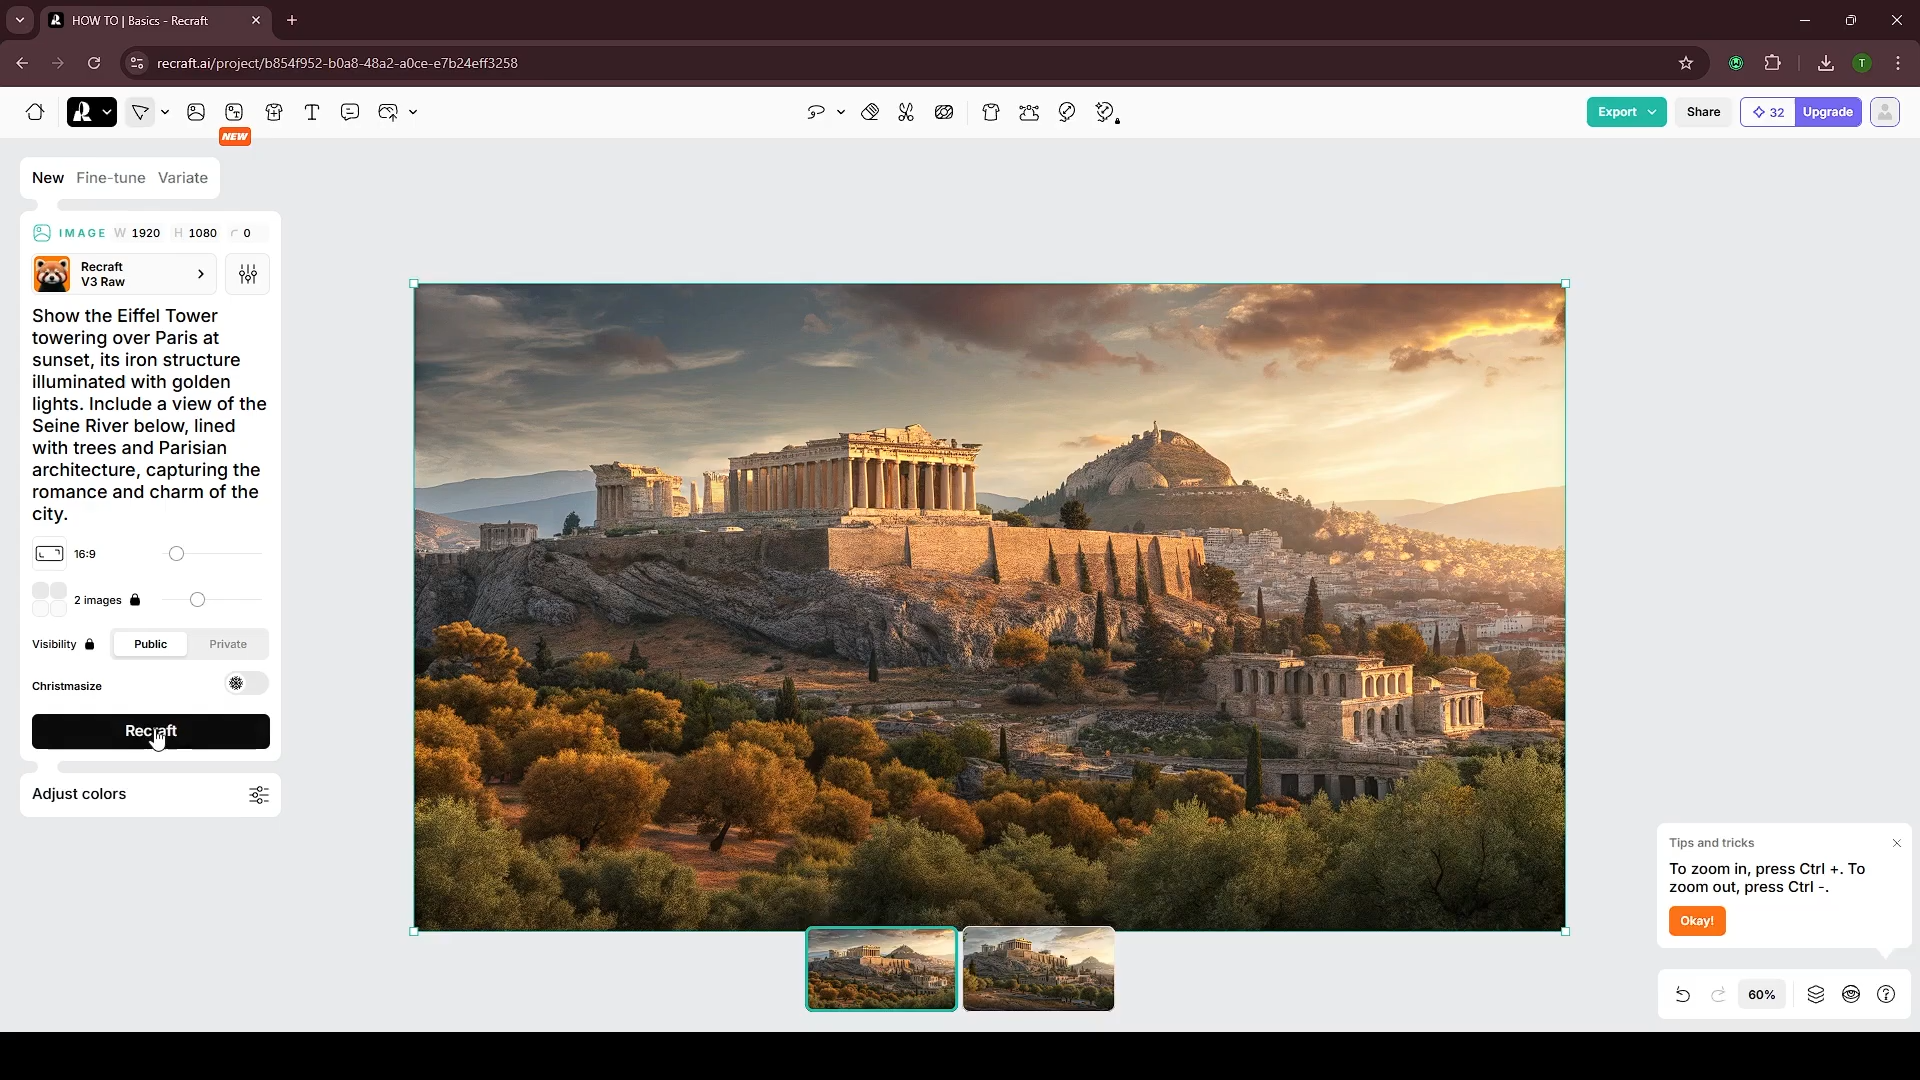 HOW TO | Basics - Recraft
recraft.ai/project/b854f952-b0a8-48a2-a0ce-e7b24eff3258
T
NEW
Export
Share
32
Upgrade
New Fine-tune Variate
IMAGE W 1920 H 1080 0
Recraft
V3 Raw
Show the Eiffel Tower
towering over Paris at
sunset, its iron structure
illuminated with golden
lights. Include a view of the
Seine River below, lined
with trees and Parisian
architecture, capturing the
romance and charm of the
city.
16:9
2 images
Visibility Public Private
Christmasize
Recraft
Adjust colors
Tips and tricks
To zoom in, press Ctrl +. To
zoom out, press Ctrl -.
Okay!
60%